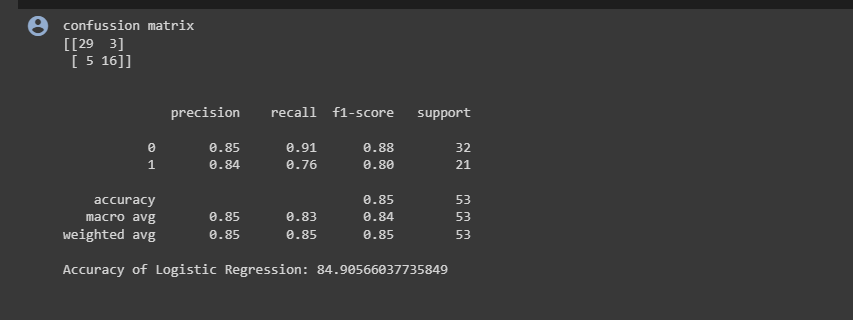 confussion matrix
[[29  3]
 [ 5 16]]
              precision    recall  f1-score   support
           0       0.85      0.91      0.88        32
           1       0.84      0.76      0.80        21
    accuracy                           0.85        53
   macro avg       0.85      0.83      0.84        53
weighted avg       0.85      0.85      0.85        53
Accuracy of Logistic Regression: 84.90566037735849